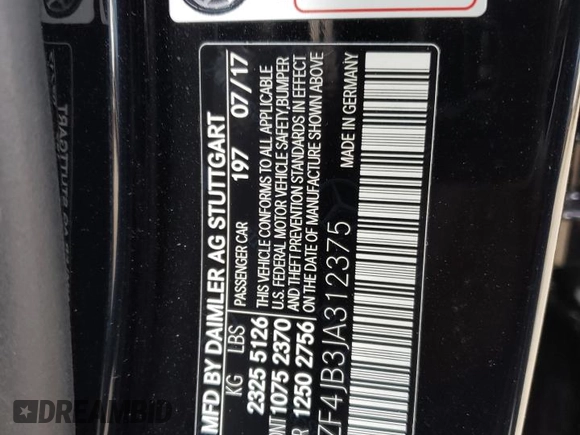 MFD BY DAIMLER AG STUTTGART
KG LBS PASSENGER CAR 197 07/17
2325 5126 THIS VEHICLE CONFORMS TO ALL APPLICABLE
1075 2370 U.S. FEDERAL MOTOR VEHICLE SAFETY,BUMPER
1250 2756 AND THEFT PREVENTION STANDARDS IN EFFECT
ON THE DATE OF MANUFACTURE SHOWN ABOVE
ZF4JB3JA312375 MADE IN GERMANY
DREAMBID